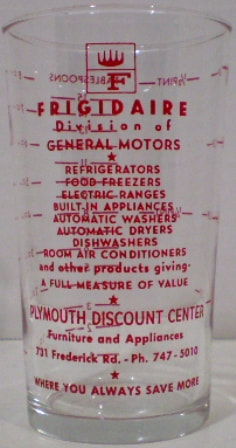 TABLESPOONS
½ PINT
F
FRIGIDAIRE
Division of
GENERAL MOTORS
REFRIGERATORS
FOOD FREEZERS
ELECTRIC RANGES
BUILT-IN APPLIANCES
AUTOMATIC WASHERS
AUTOMATIC DRYERS
DISHWASHERS
ROOM AIR CONDITIONERS
and other products giving
A FULL MEASURE OF VALUE
PLYMOUTH DISCOUNT CENTER
Furniture and Appliances
731 Frederick Rd. - Ph. 747-5010
WHERE YOU ALWAYS SAVE MORE